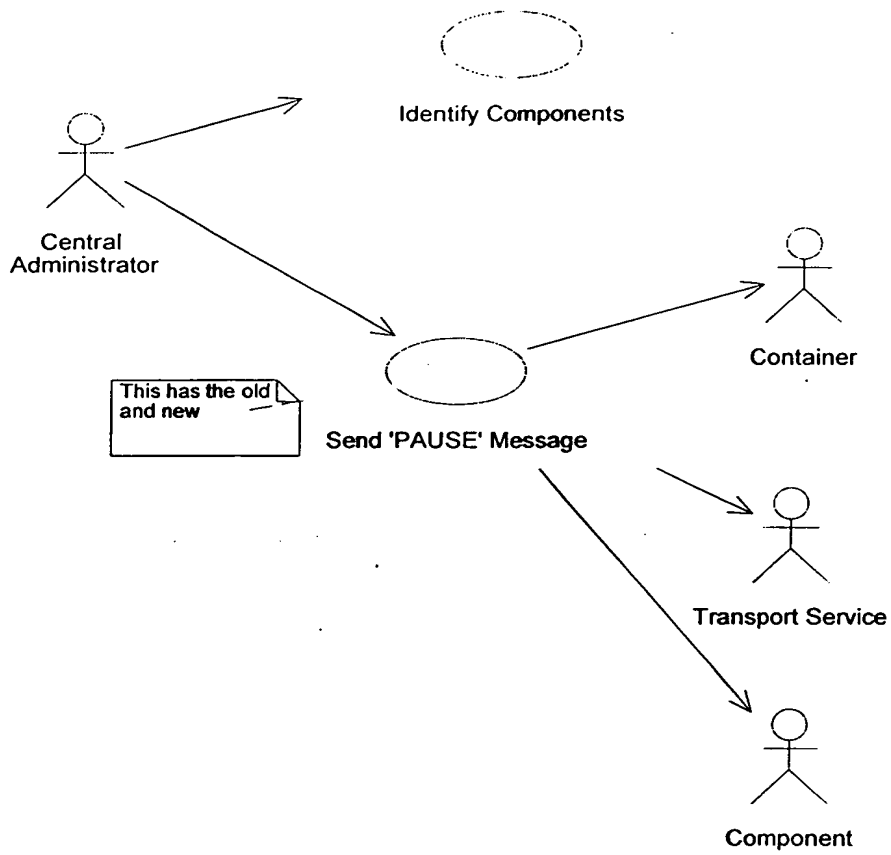 Identify Components
Central
Administrator
Container
This has the old
and new
Send 'PAUSE' Message
Transport Service
Component